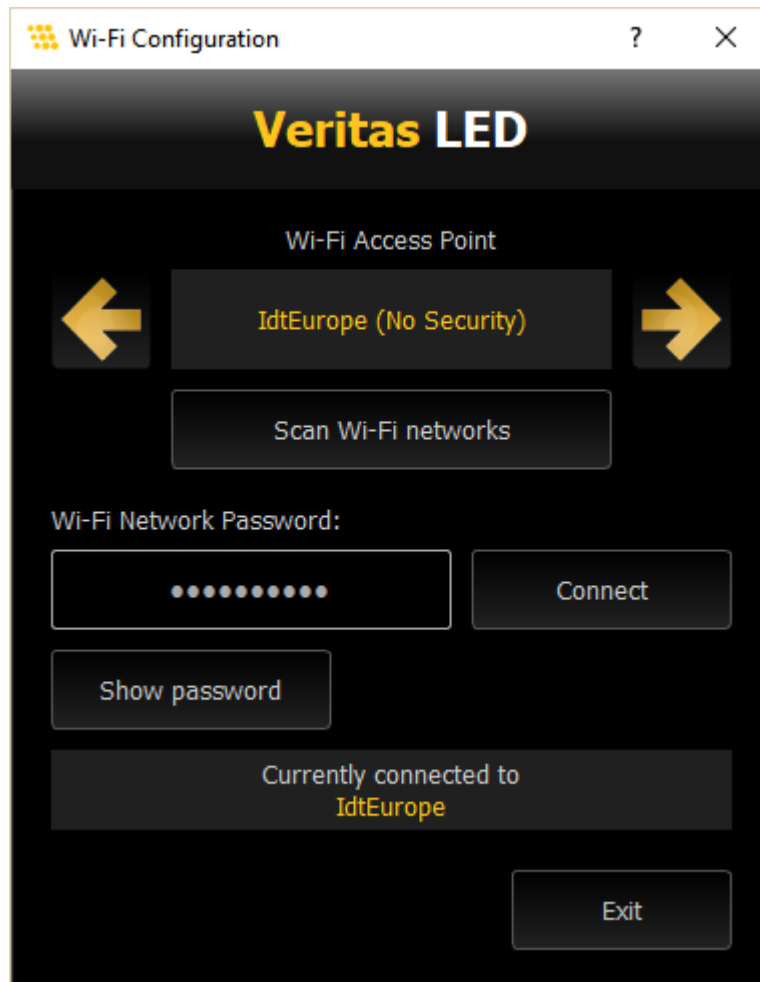 Wi-Fi Configuration ?
Veritas LED
Wi-Fi Access Point
IdtEurope (No Security)
Scan Wi-Fi networks
Wi-Fi Network Password:
●●●●●●●●●●
Connect
Show password
Currently connected to
IdtEurope
Exit